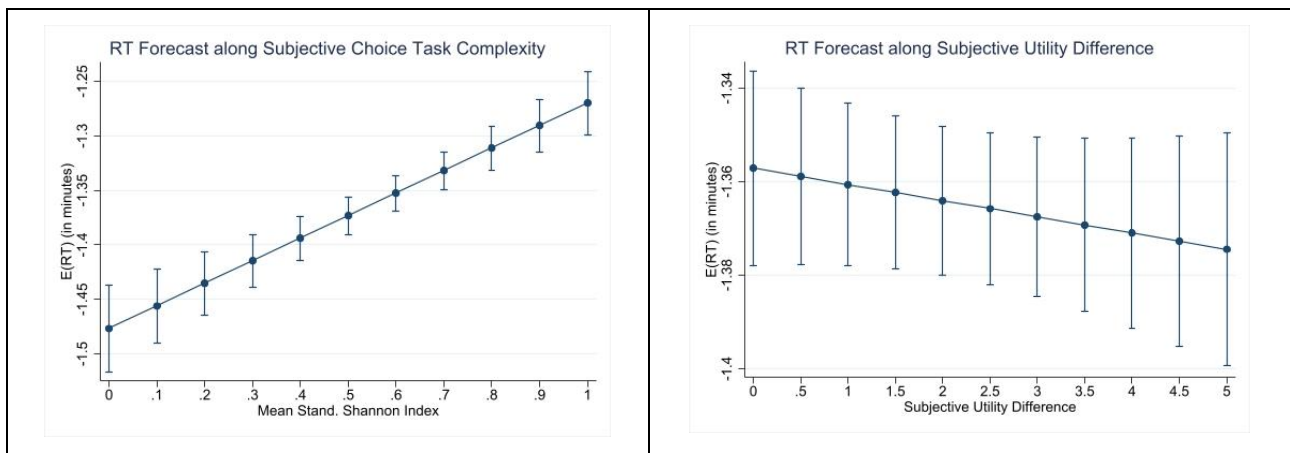 RT Forecast along Subjective Choice Task Complexity
E(RT) (in minutes)
-1.25
-1.3
-1.35
-1.4
-1.45
-1.5
0 .1 .2 .3 .4 .5 .6 .7 .8 .9 1
Mean Stand. Shannon Index
RT Forecast along Subjective Utility Difference
E(RT) (in minutes)
-1.34
-1.36
-1.38
-1.4
0 .5 1 1.5 2 2.5 3 3.5 4 4.5 5
Subjective Utility Difference